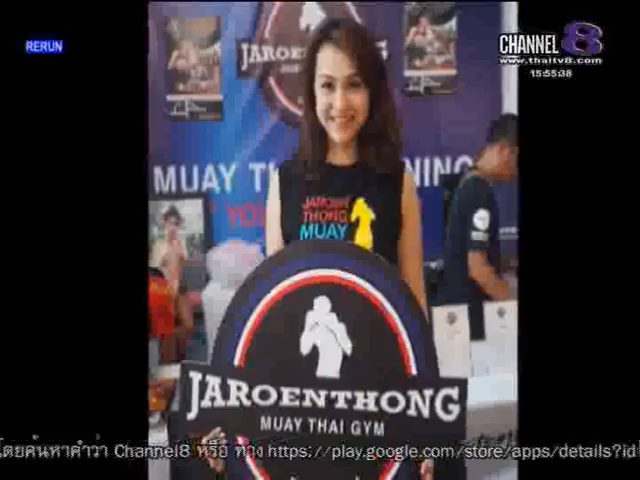 RERUN
CHANNEL 8
www.thaitv8.com
15:55:38
JAROENTHONG
MUAY
NING
YO
JAROEN
THONG
MUAY
JAROENTHONG
MUAY THAI GYM
โดยค้นหาคำว่า Channel8 หรือ ทาง https://play.google.com/store/apps/details?id